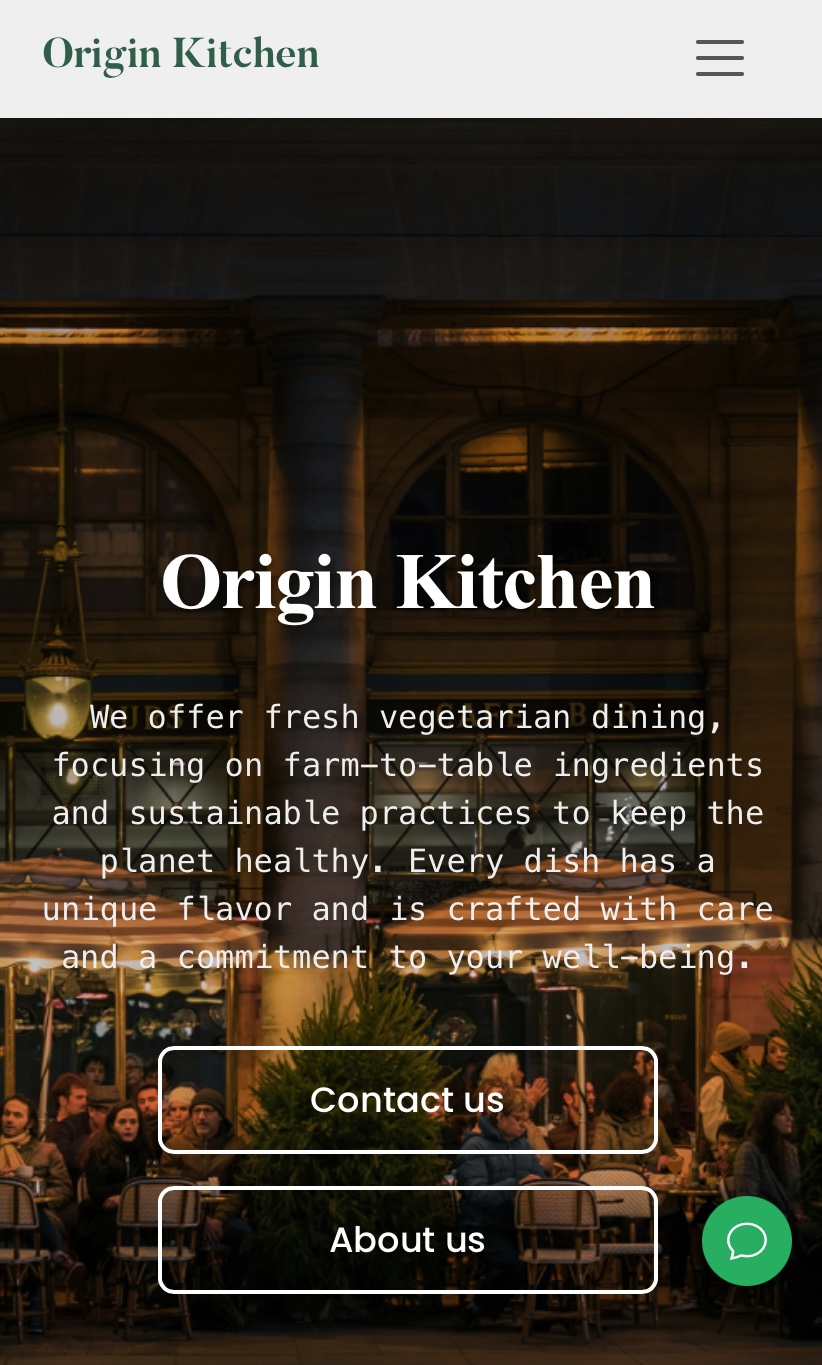 Origin Kitchen
Origin Kitchen
We offer fresh vegetarian dining,
focusing on farm-to-table ingredients
and sustainable practices to keep the
planet healthy. Every dish has a
unique flavor and is crafted with care
and a commitment to your well-being.
Contact us
About us